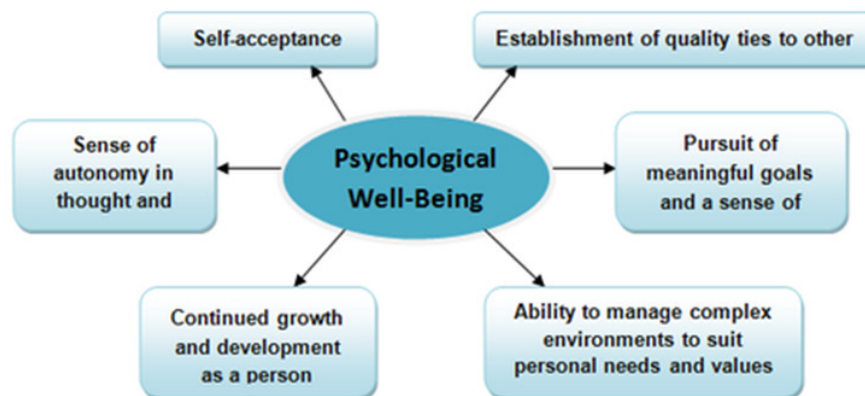 Self-acceptance
Establishment of quality ties to other
Sense of
autonomy in
thought and
Psychological
Well-Being
Pursuit of
meaningful goals
and a sense of
Continued growth
and development
as a person
Ability to manage complex
environments to suit
personal needs and values